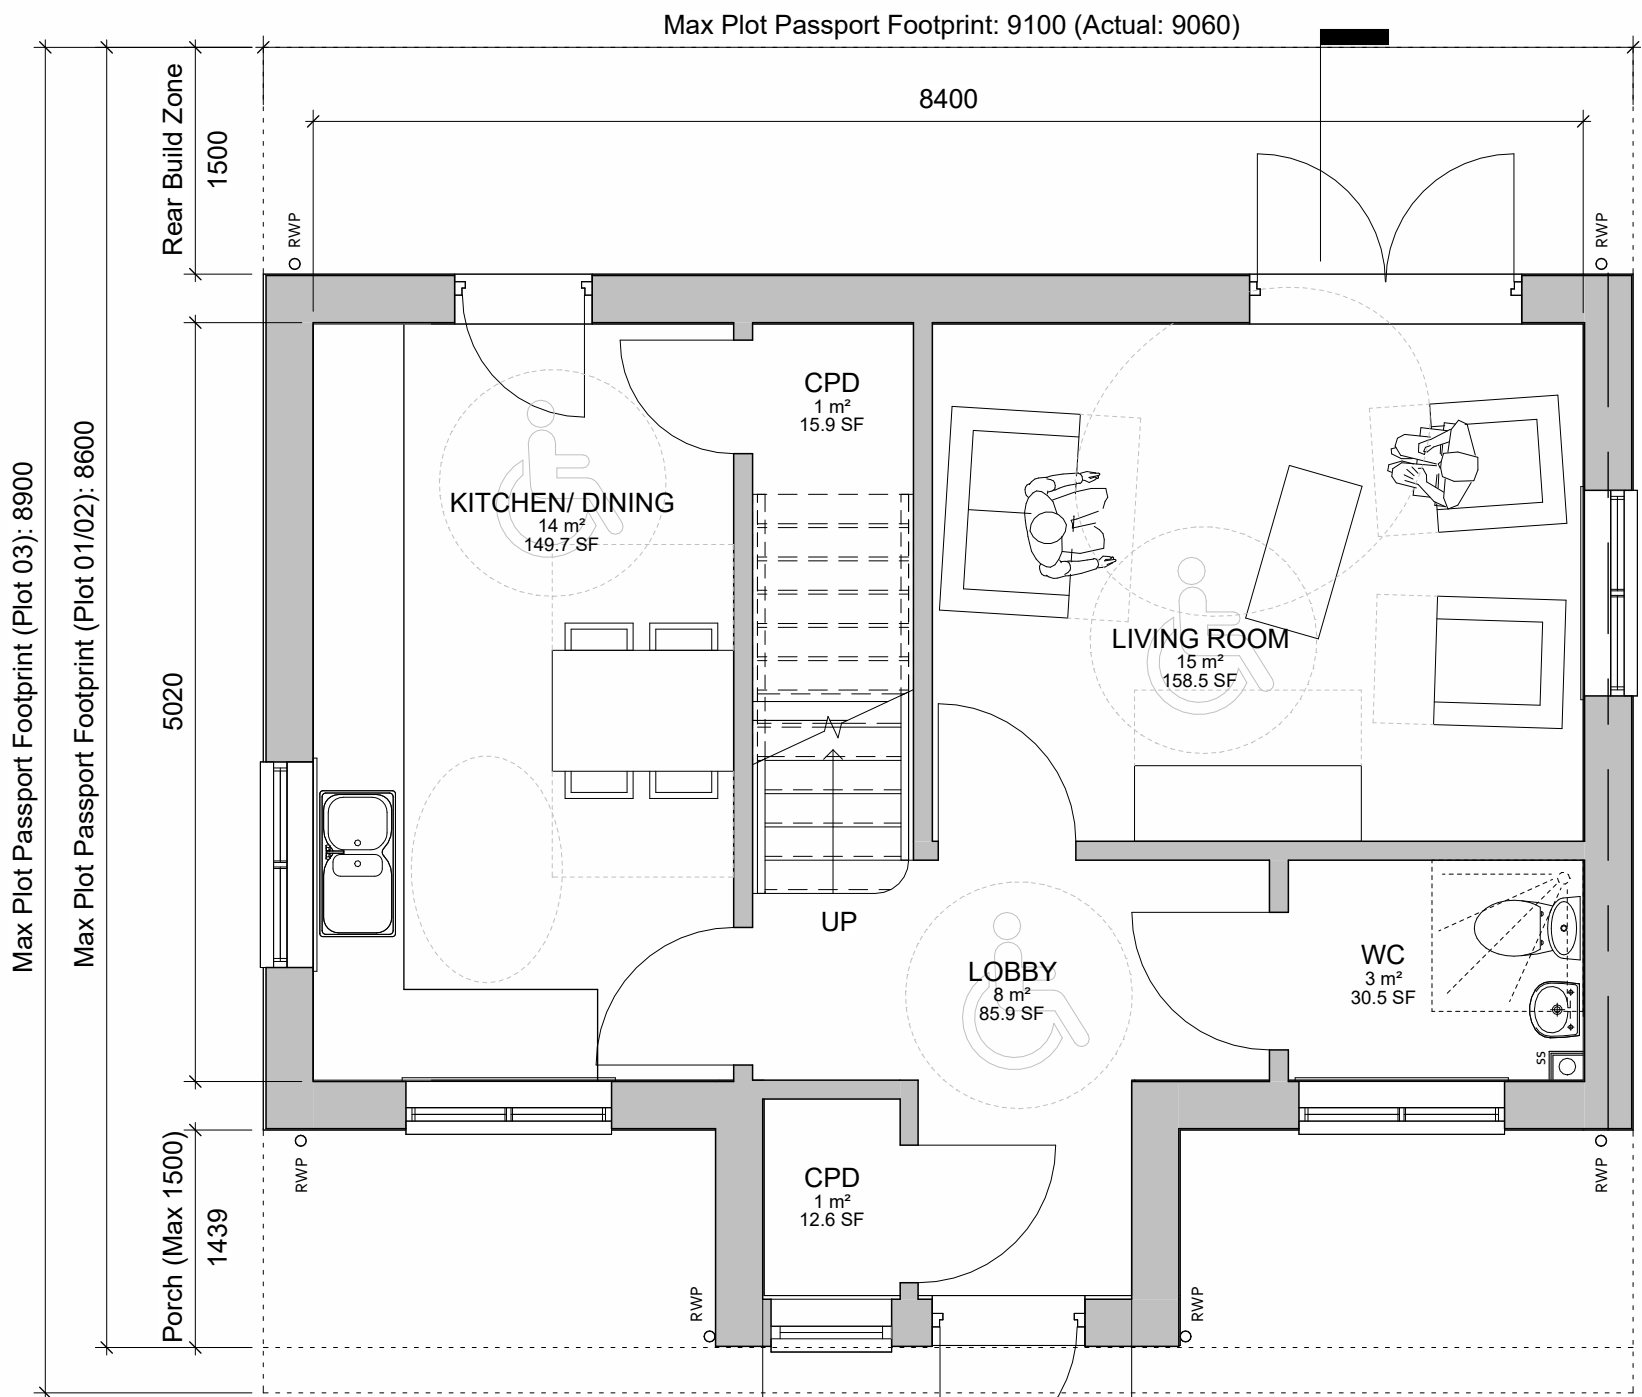 Max Plot Passport Footprint: 9100 (Actual: 9060)
8400
Rear Build Zone
1500
RWP
RWP
Max Plot Passport Footprint (Plot 03): 8900
Max Plot Passport Footprint (Plot 01/02): 8600
5020
CPD
1 m²
15.9 SF
KITCHEN/ DINING
14 m²
149.7 SF
LIVING ROOM
15 m²
158.5 SF
UP
LOBBY
8 m²
85.9 SF
WC
3 m²
30.5 SF
SS
Porch (Max 1500)
1439
RWP
RWP
CPD
1 m²
12.6 SF
RWP
RWP